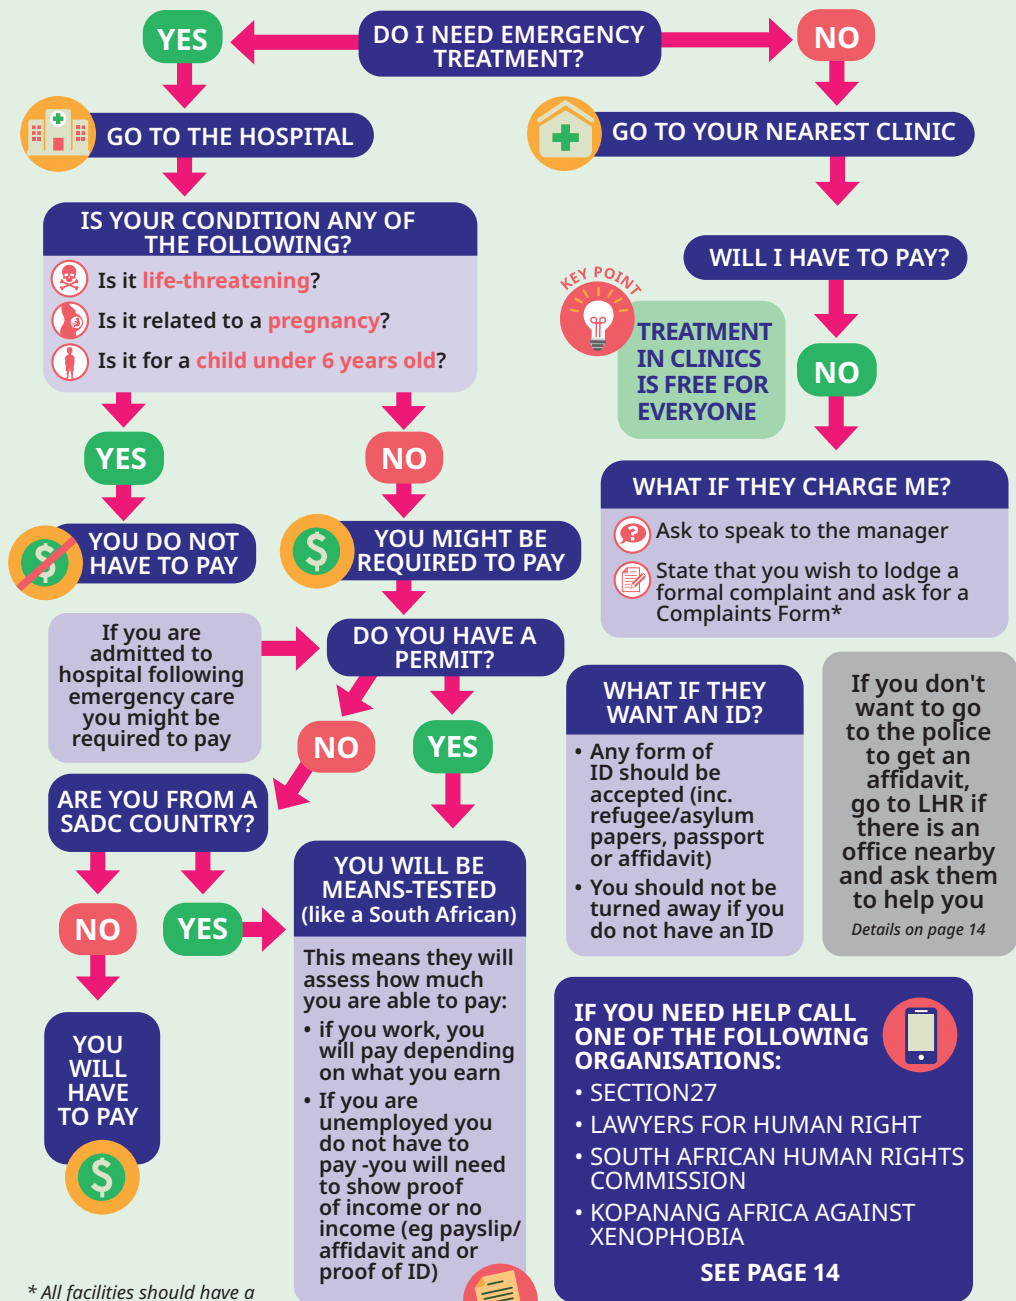 DO I NEED EMERGENCY
TREATMENT?
YES
NO
GO TO THE HOSPITAL
GO TO YOUR NEAREST CLINIC
IS YOUR CONDITION ANY OF
THE FOLLOWING?
Is it life-threatening?
Is it related to a pregnancy?
Is it for a child under 6 years old?
YES
NO
YOU DO NOT
HAVE TO PAY
YOU MIGHT BE
REQUIRED TO PAY
If you are
admitted to
hospital following
emergency care
you might be
required to pay
DO YOU HAVE A
PERMIT?
NO
YES
ARE YOU FROM A
SADC COUNTRY?
NO
YES
YOU
WILL
HAVE
TO PAY
$
YOU WILL BE
MEANS-TESTED
(like a South African)
This means they will
assess how much
you are able to pay:
• if you work, you
will pay depending
on what you earn
• If you are
unemployed you
do not have to
pay -you will need
to show proof
of income or no
income (eg payslip/
affidavit and or
proof of ID)
WILL I HAVE TO PAY?
KEY POINT
TREATMENT
IN CLINICS
IS FREE FOR
EVERYONE
NO
WHAT IF THEY CHARGE ME?
Ask to speak to the manager
State that you wish to lodge a
formal complaint and ask for a
Complaints Form*
WHAT IF THEY
WANT AN ID?
• Any form of
ID should be
accepted (inc.
refugee/asylum
papers, passport
or affidavit)
• You should not be
turned away if you
do not have an ID
If you don't
want to go
to the police
to get an
affidavit,
go to LHR if
there is an
office nearby
and ask them
to help you
Details on page 14
IF YOU NEED HELP CALL
ONE OF THE FOLLOWING
ORGANISATIONS:
• SECTION27
• LAWYERS FOR HUMAN RIGHT
• SOUTH AFRICAN HUMAN RIGHTS
COMMISSION
• KOPANANG AFRICA AGAINST
XENOPHOBIA
SEE PAGE 14
* All facilities should have a